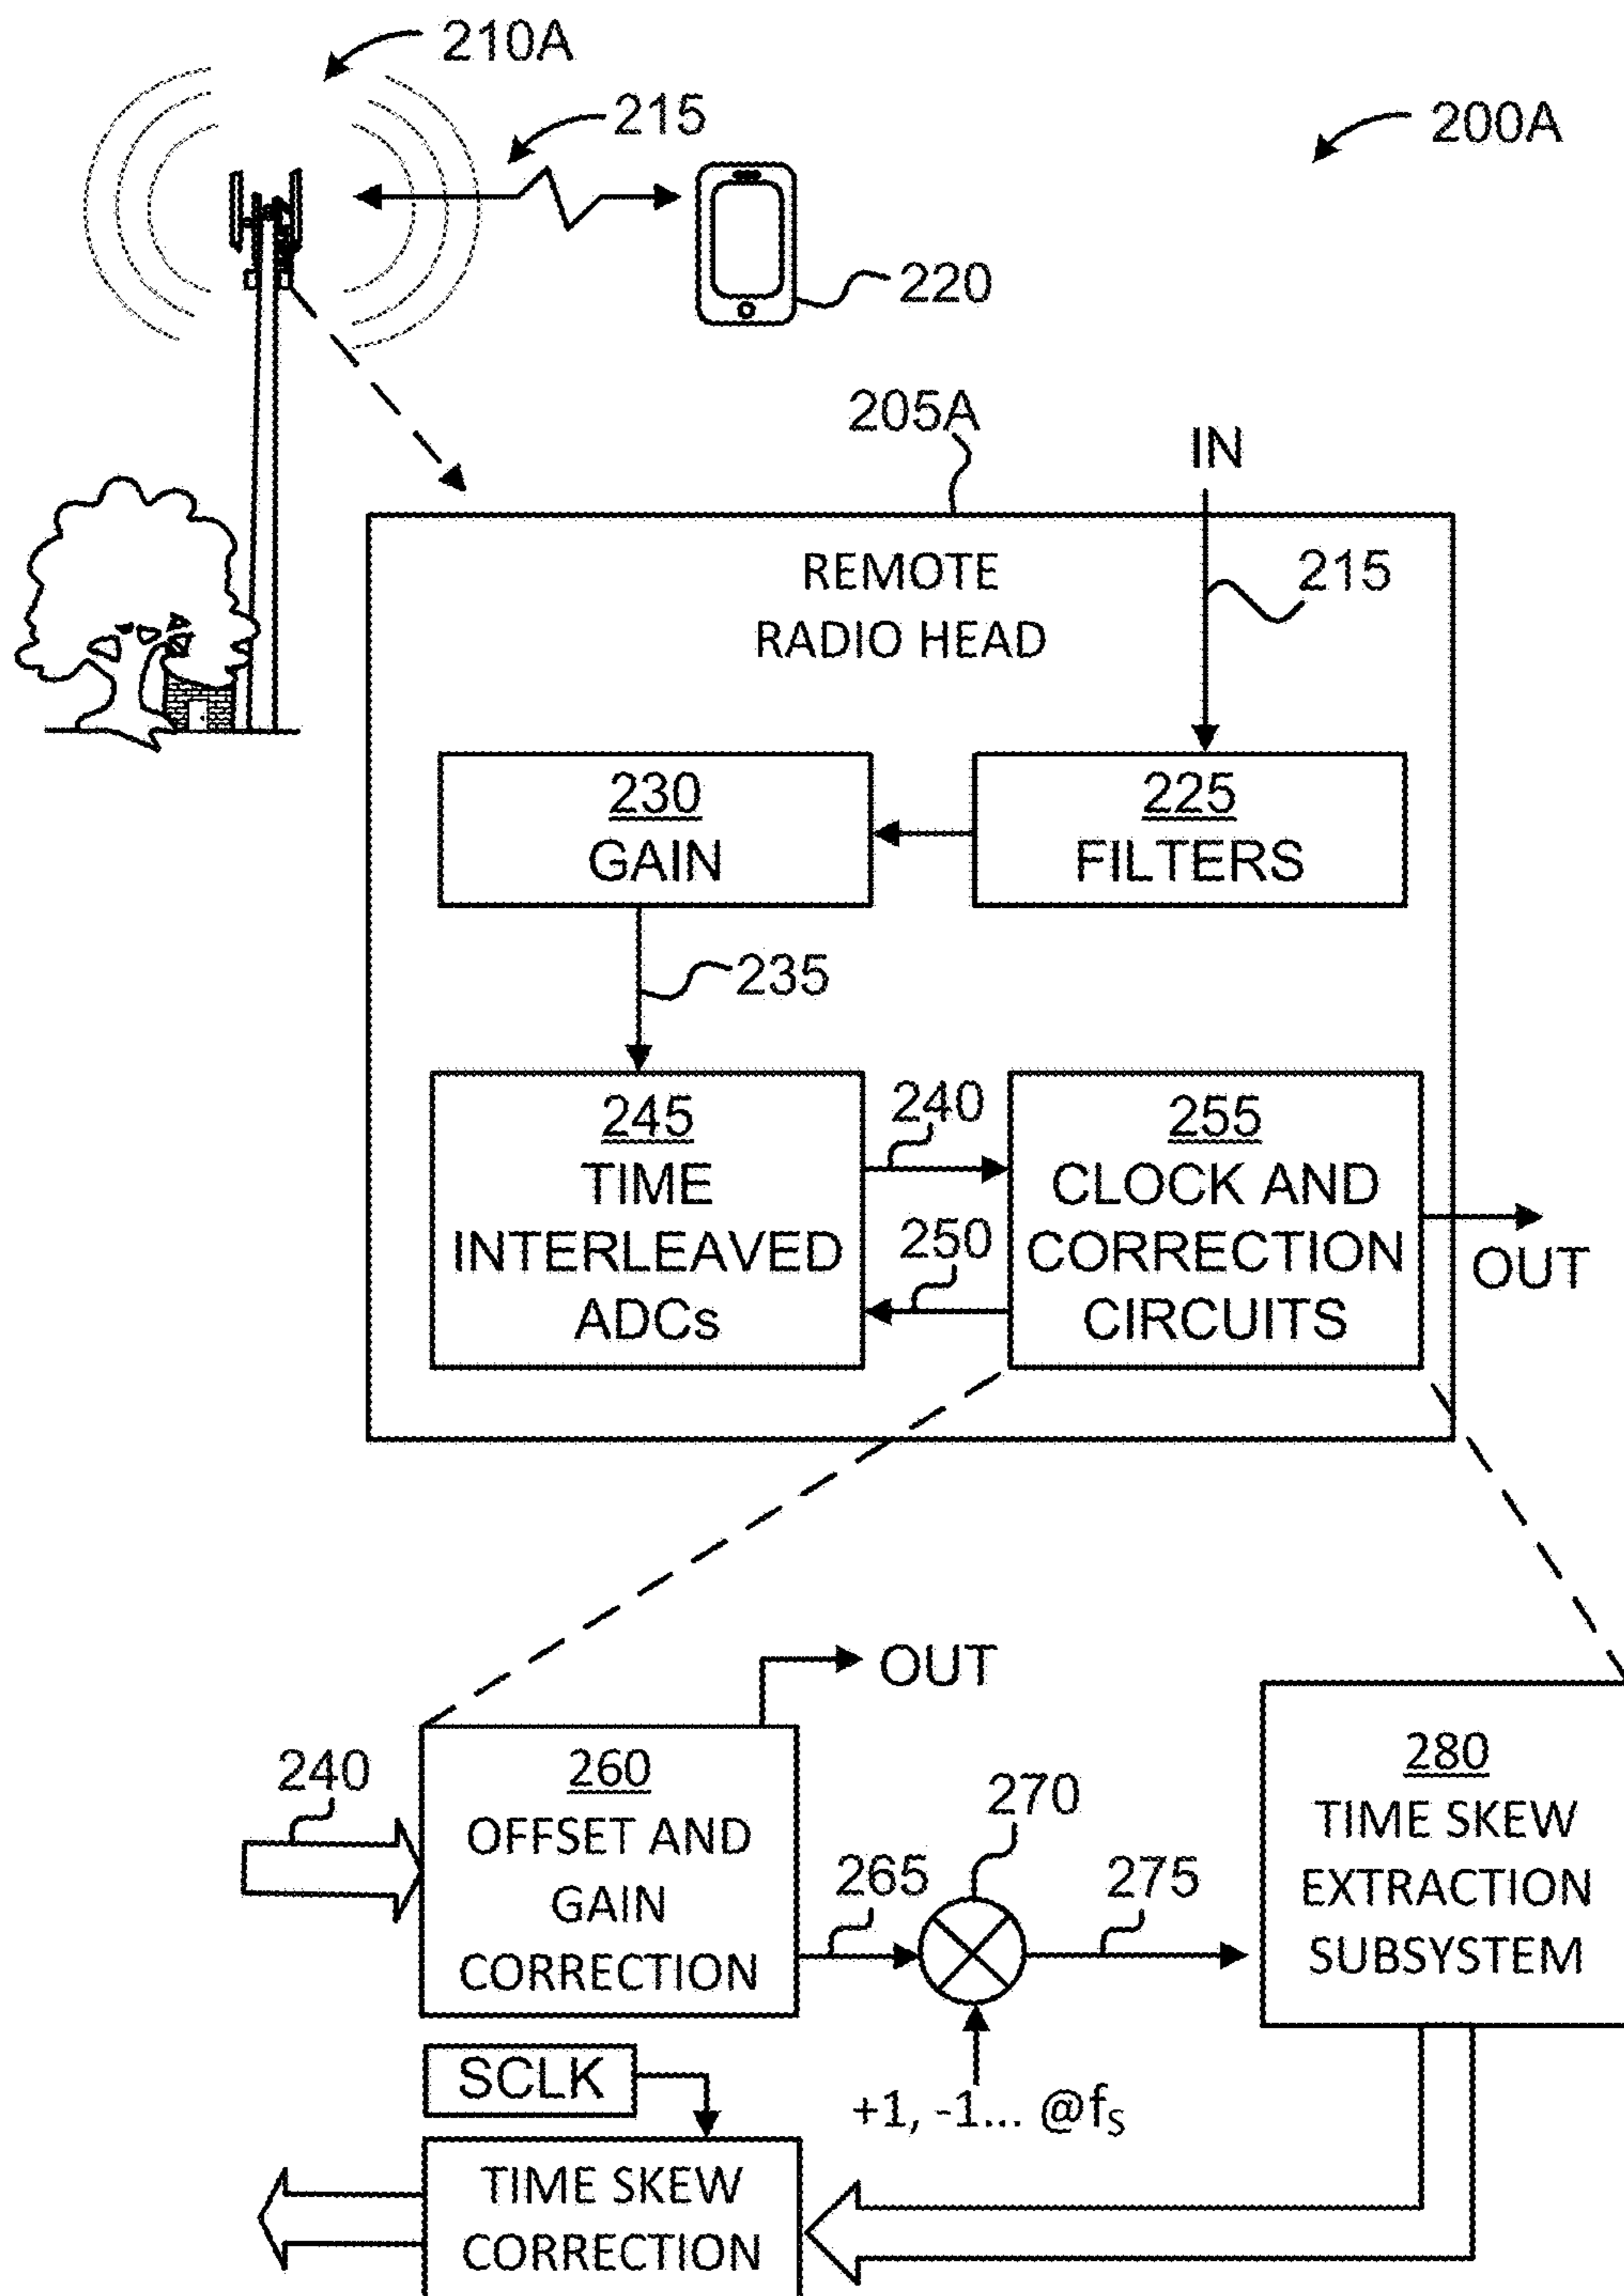 210A
215
200A
220
205A
IN
REMOTE
RADIO HEAD
215
230
GAIN
225
FILTERS
235
245
TIME
INTERLEAVED
ADCs
240
250
255
CLOCK AND
CORRECTION
CIRCUITS
OUT
OUT
240
260
OFFSET AND
GAIN
CORRECTION
265
270
275
280
TIME SKEW
EXTRACTION
SUBSYSTEM
SCLK
+1, -1... @fS
TIME SKEW
CORRECTION